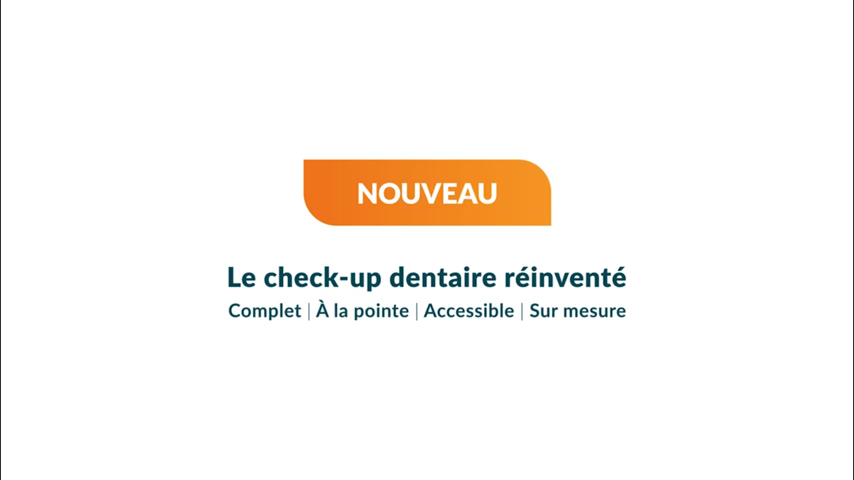 NOUVEAU
Le check-up dentaire réinventé
Complet | À la pointe | Accessible | Sur mesure